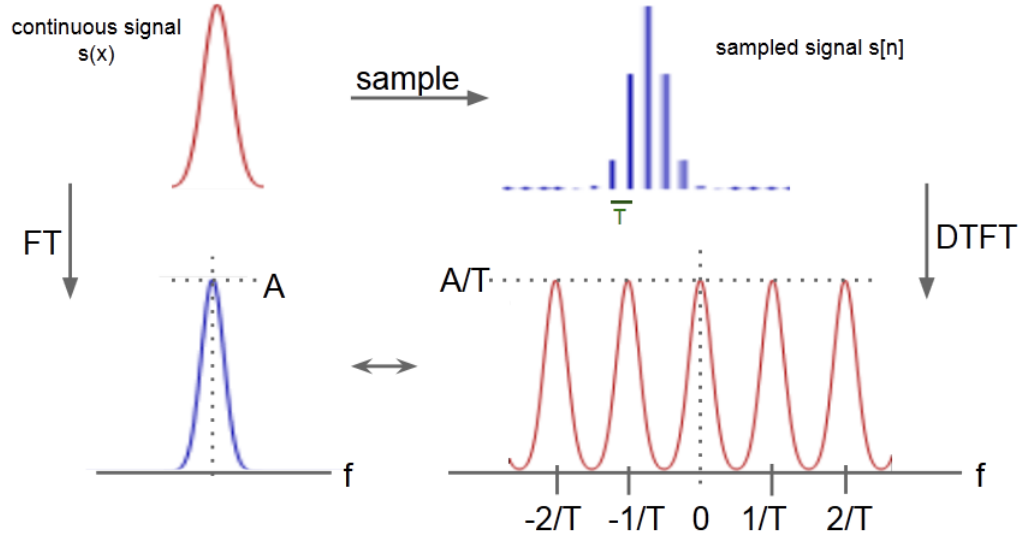 continuous signal
s(x)
sample
sampled signal s[n]
T
FT
DTFT
A
A/T
f
f
-2/T -1/T 0 1/T 2/T